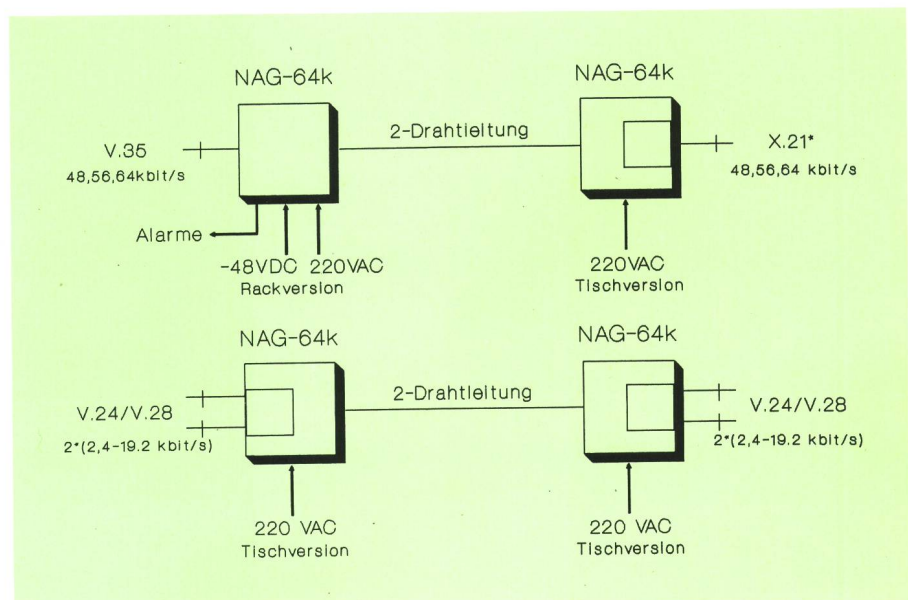 NAG-64k
NAG-64k
2-Drahtleitung
V.35
X.21*
48,56,64kbit/s
48,56,64 kbit/s
Alarme
-48VDC 220VAC
220VAC
Rackversion
Tischversion
NAG-64k
NAG-64k
2-Drahtleitung
V.24/V.28
V.24/V.28
2*(2,4-19.2 kbit/s)
2*(2,4-19.2 kbit/s)
220 VAC
220 VAC
Tischversion
Tischversion